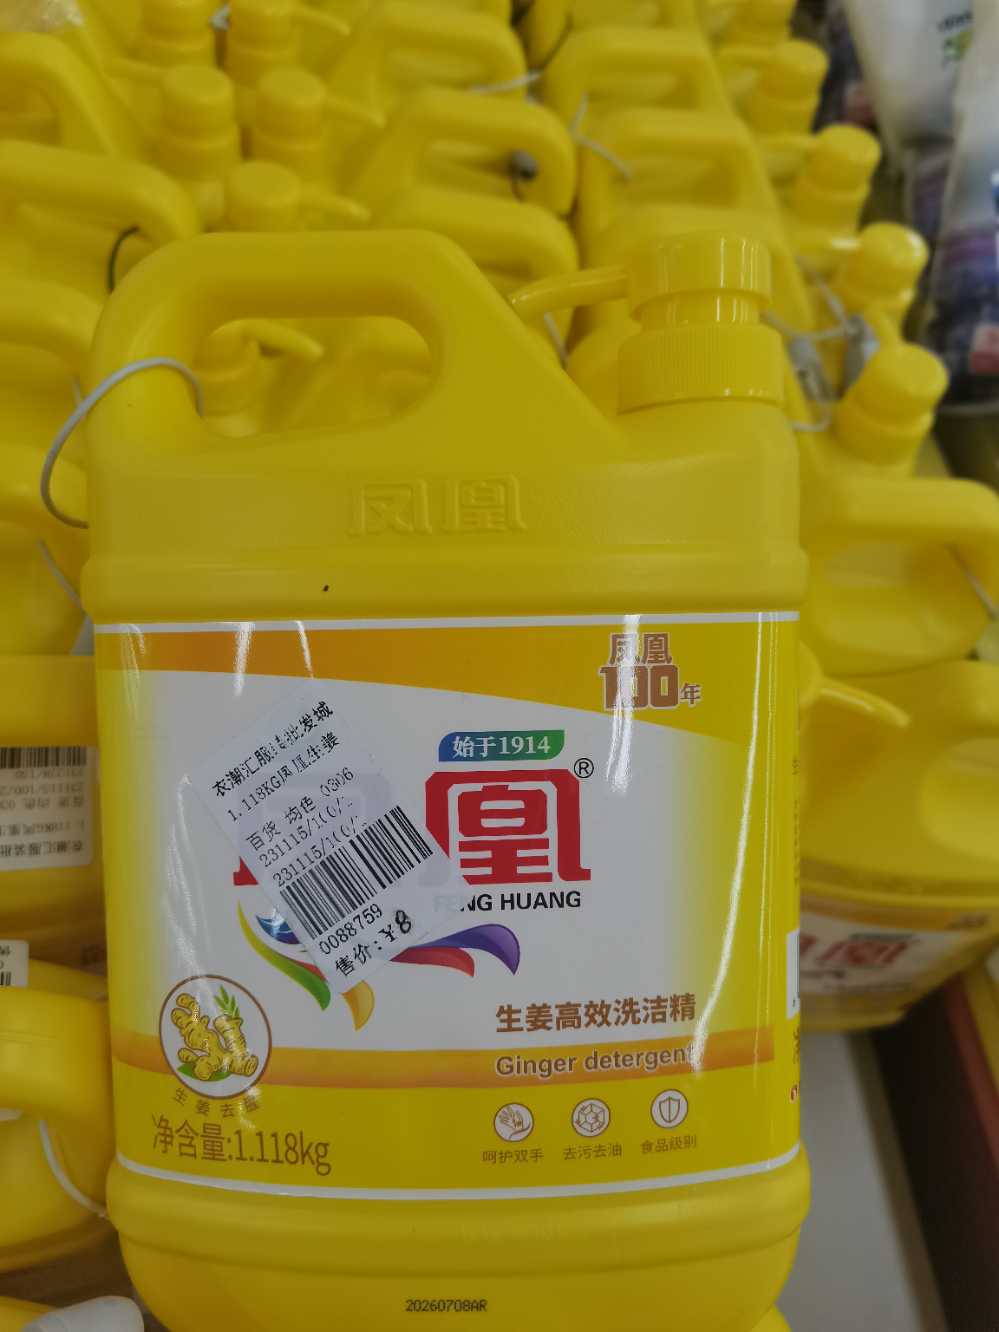 凤凰
凤凰
100年
始于1914
凰®
FENG HUANG
衣潮汇服装批发城
1.118KG凤凰生姜
百货 均色 0306
231115/100/
231115/100/
0088759
售价:¥8
生姜高效洗洁精
Ginger detergent
生姜去腥
净含量:1.118kg
呵护双手
去污去油
食品级别
20260708AR